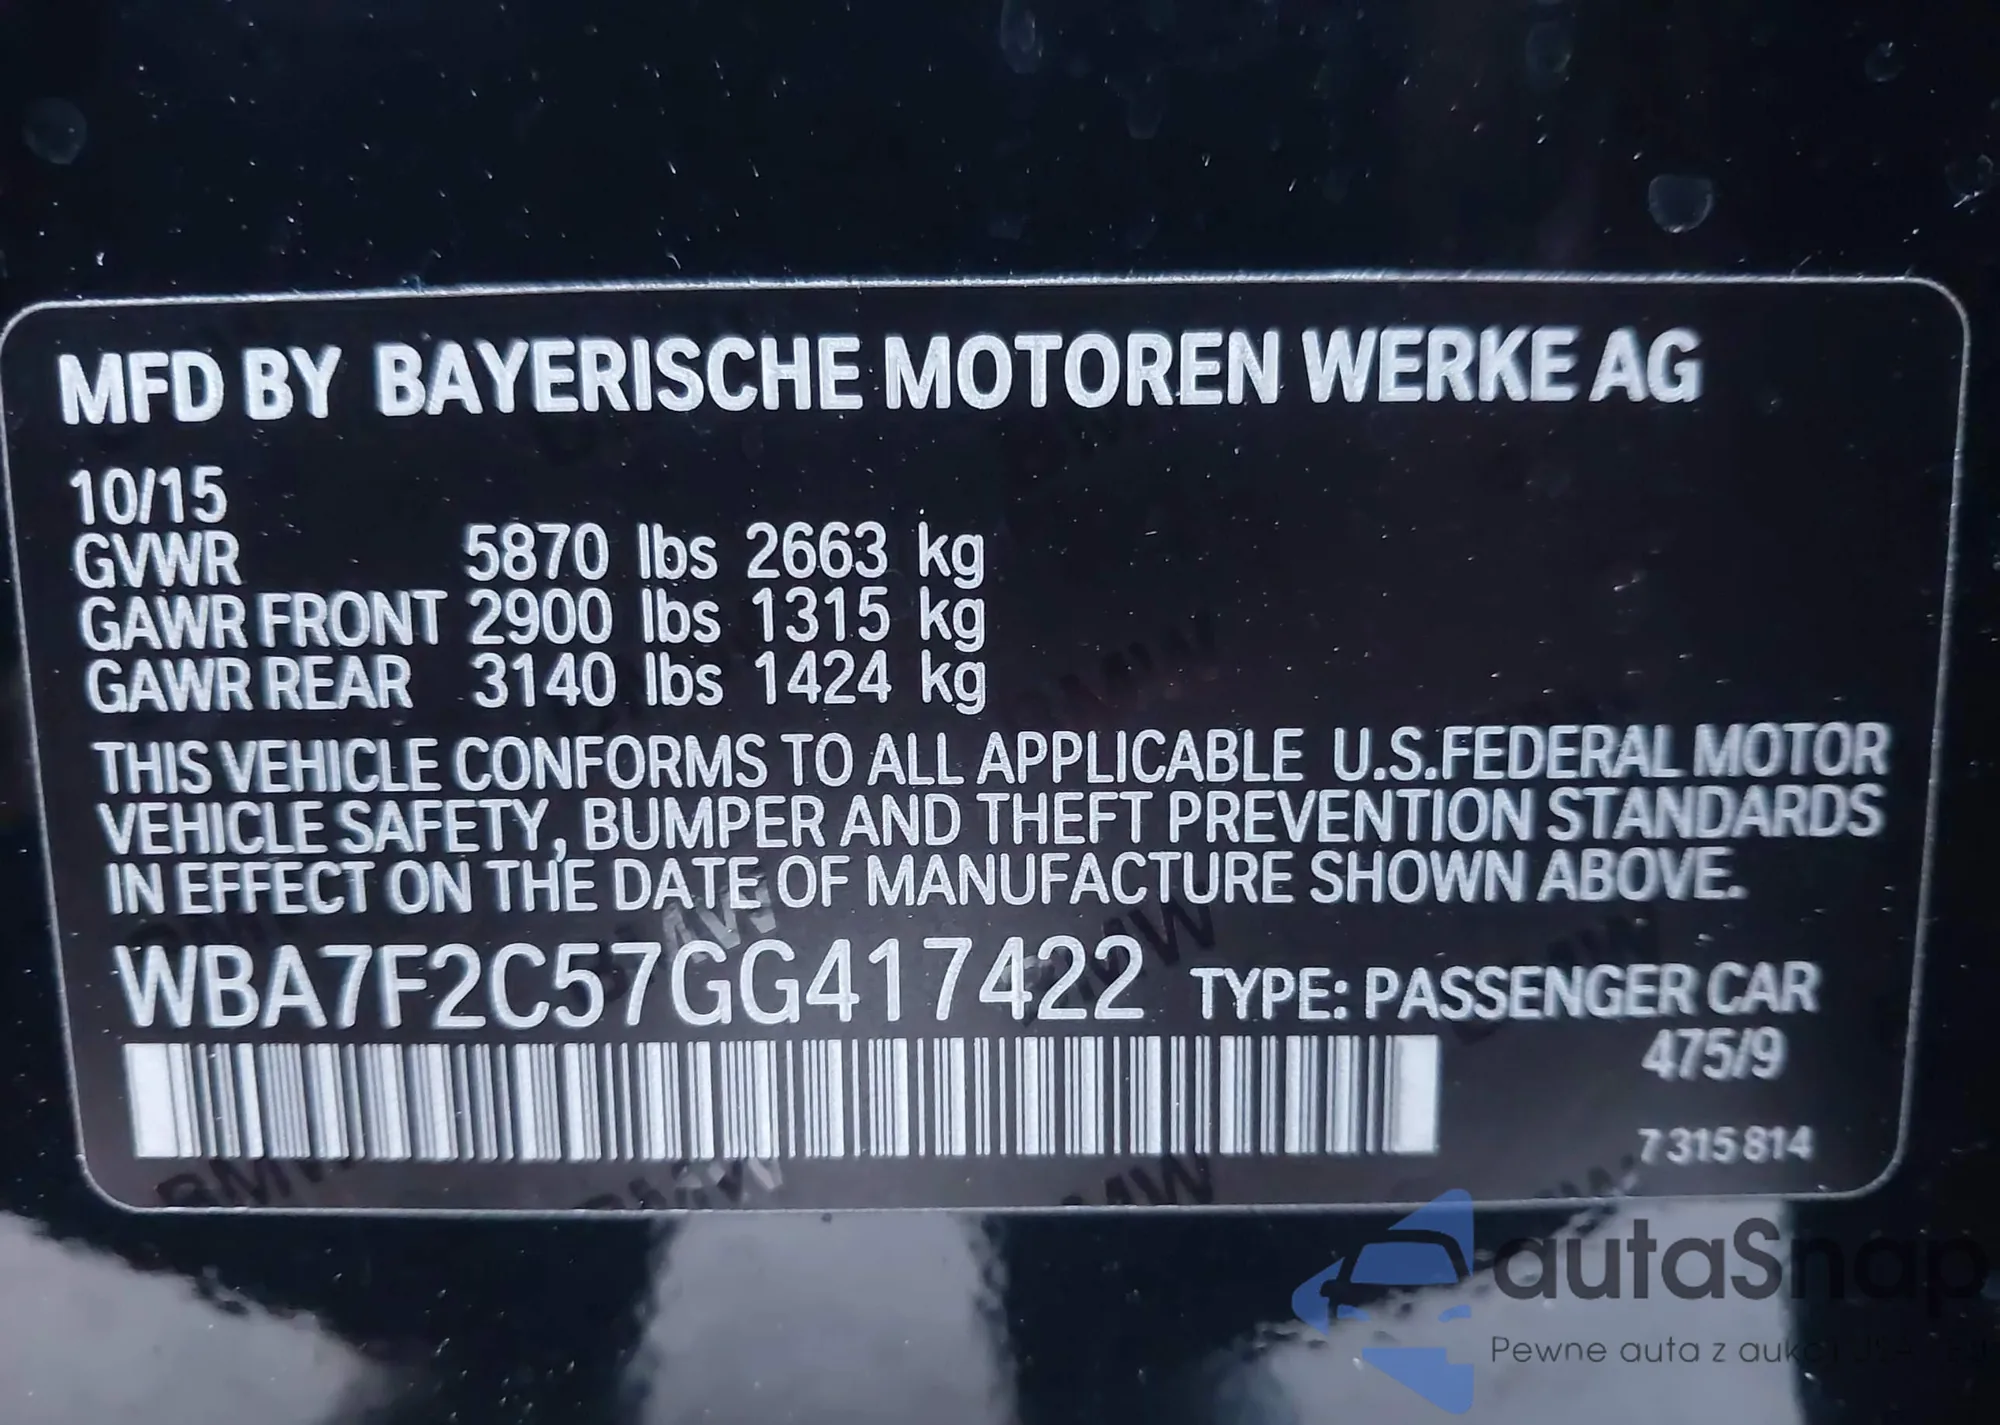 MFD BY BAYERISCHE MOTOREN WERKE AG
10/15
GVWR 5870 lbs 2663 kg
GAWR FRONT 2900 lbs 1315 kg
GAWR REAR 3140 lbs 1424 kg
THIS VEHICLE CONFORMS TO ALL APPLICABLE U.S.FEDERAL MOTOR
VEHICLE SAFETY, BUMPER AND THEFT PREVENTION STANDARDS
IN EFFECT ON THE DATE OF MANUFACTURE SHOWN ABOVE.
WBA7F2C57GG417422 TYPE: PASSENGER CAR
475/9
7 315 814
BMW BMW BMW
autaSnap
Pewne auta z